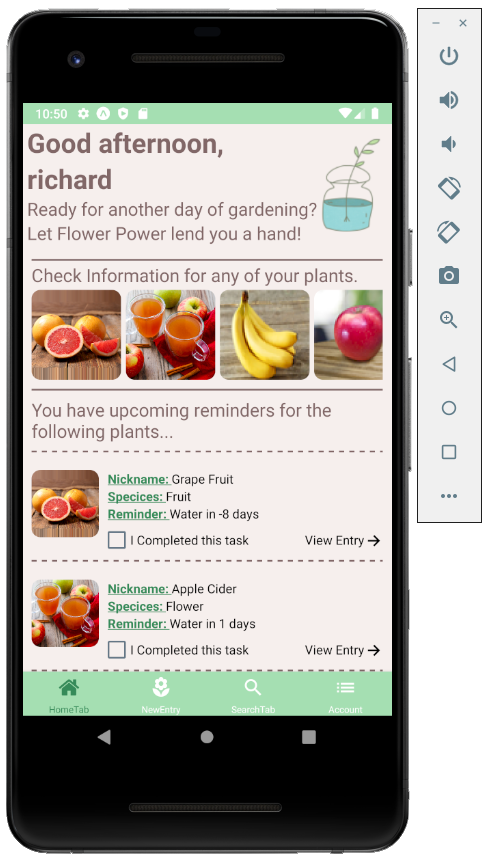 10:50
Good afternoon,
richard
Ready for another day of gardening?
Let Flower Power lend you a hand!
Check Information for any of your plants.
You have upcoming reminders for the
following plants...
Nickname: Grape Fruit
Specices: Fruit
Reminder: Water in -8 days
I Completed this task View Entry
Nickname: Apple Cider
Specices: Flower
Reminder: Water in 1 days
I Completed this task View Entry
HomeTab NewEntry SearchTab Account